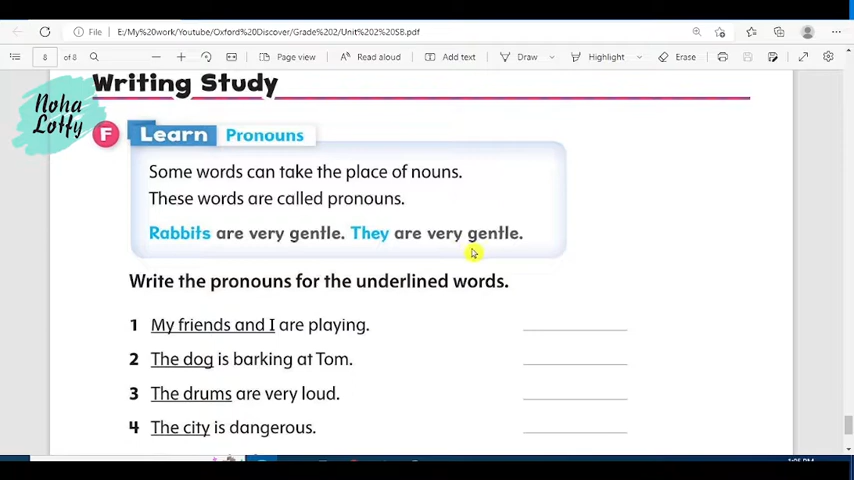 File
E:/My%20work/Youtube/Oxford%20Discover/Grade%202/Unit%202%20SB.pdf
8 of 8
Page view
Read aloud
Add text
Draw
Highlight
Erase
Writing Study
Noha
Lotfy
F Learn Pronouns
Some words can take the place of nouns.
These words are called pronouns.
Rabbits are very gentle. They are very gentle.
Write the pronouns for the underlined words.
1 My friends and I are playing.
2 The dog is barking at Tom.
3 The drums are very loud.
4 The city is dangerous.